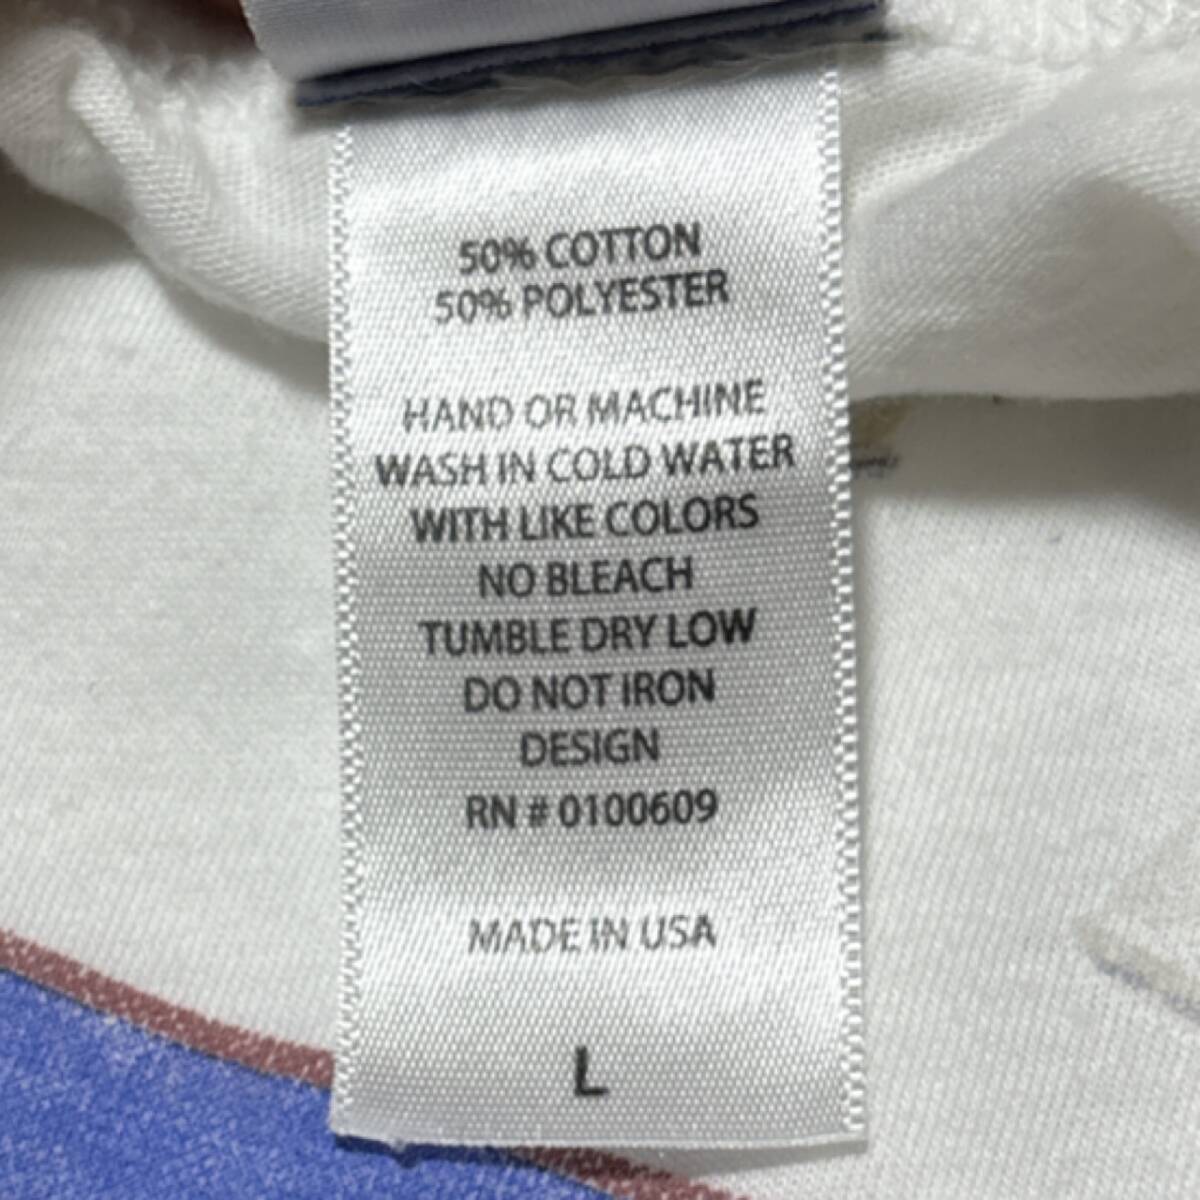 50% COTTON
50% POLYESTER
HAND OR MACHINE
WASH IN COLD WATER
WITH LIKE COLORS
NO BLEACH
TUMBLE DRY LOW
DO NOT IRON
DESIGN
RN # 0100609
MADE IN USA
L